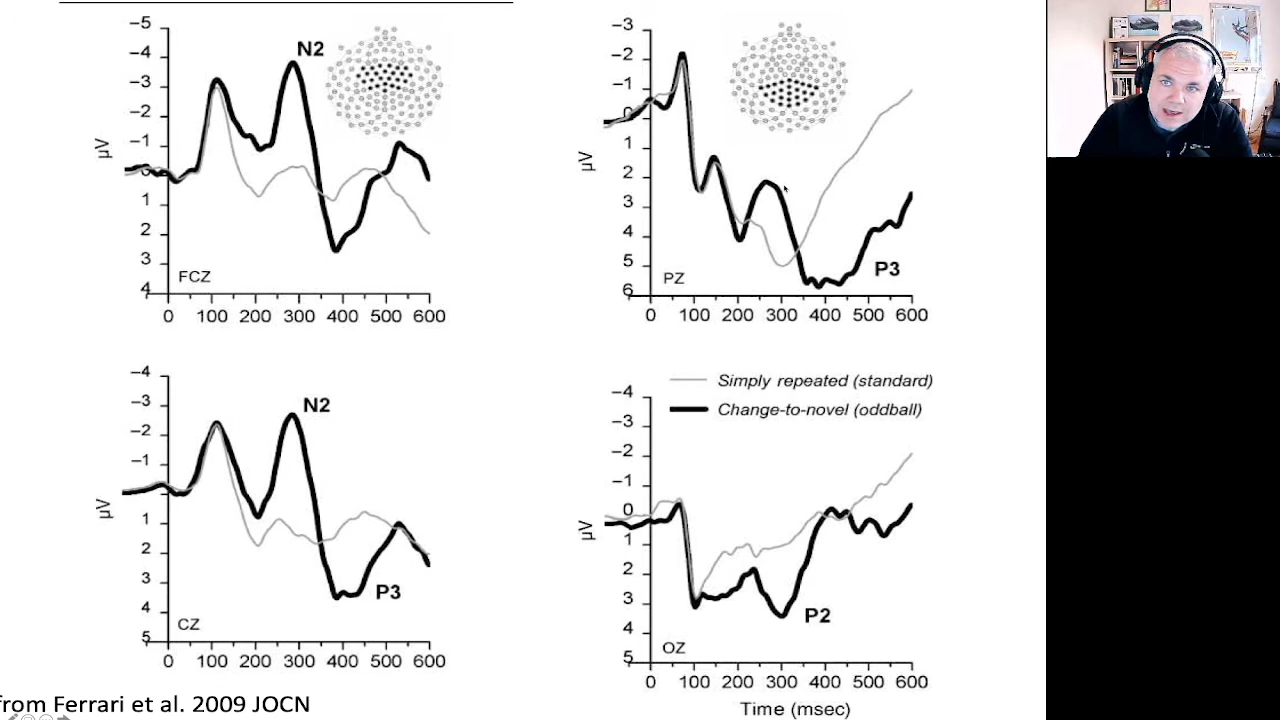 −5
−4
−3
−2
−1
0
1
2
3
4
µV
N2
FCZ
0 100 200 300 400 500 600
−3
−2
−1
0
1
2
3
4
5
6
µV
P3
PZ
0 100 200 300 400 500 600
−4
−3
−2
−1
1
2
3
4
5
µV
N2
P3
CZ
0 100 200 300 400 500 600
Simply repeated (standard)
Change-to-novel (oddball)
−4
−3
−2
−1
0
1
2
3
4
5
µV
P2
OZ
0 100 200 300 400 500 600
Time (msec)
from Ferrari et al. 2009 JOCN